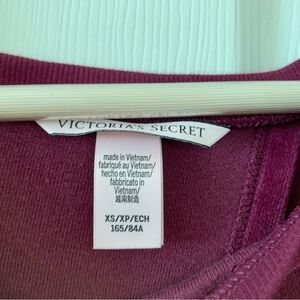 VICTORIA'S SECRET
made in Vietnam/
fabriqué au Vietnam/
hecho en Vietnam/
fabbricato in
Vietnam/
越南制造
XS/XP/ECH
165/84A